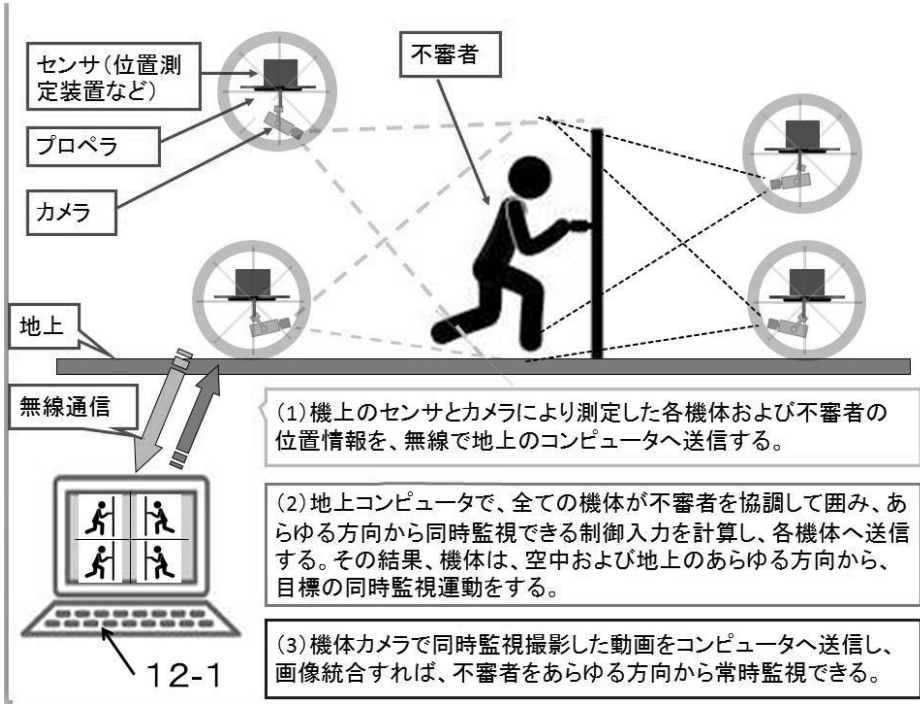 センサ(位置測
定装置など)
プロペラ
カメラ
不審者
地上
無線通信
(1)機上のセンサとカメラにより測定した各機体および不審者の
位置情報を、無線で地上のコンピュータへ送信する。
(2)地上コンピュータで、全ての機体が不審者を協調して囲み、あ
らゆる方向から同時監視できる制御入力を計算し、各機体へ送信
する。その結果、機体は、空中および地上のあらゆる方向から、
目標の同時監視運動をする。
(3)機体カメラで同時監視撮影した動画をコンピュータへ送信し、
画像統合すれば、不審者をあらゆる方向から常時監視できる。
12-1